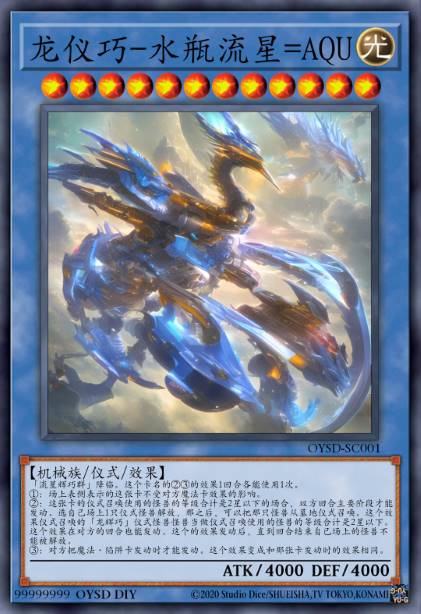 龙仪巧-水瓶流星=AQU
光
OYSD-SC001
【机械族/仪式/效果】
「流星辉巧群」降临。这个卡名的②③的效果1回合各能使用1次。
①：场上表侧表示的这张卡不受对方魔法卡效果的影响。
②：这张卡的仪式召唤使用的怪兽的等级合计是2星以下的场合，双方回合主要阶段才能
发动。选自己场上1只仪式怪兽解放，那之后，可以把那只怪兽从墓地仪式召唤。这个效
果仪式召唤的「龙辉巧」仪式怪兽怪兽当做仪式召唤使用的怪兽的等级合计是2星以下。
这个效果在对方的回合也能发动。这个的效果发动后，直到回合结束自己场上的怪兽不
能被解放。
③：对方把魔法·陷阱卡发动时才能发动。这个效果变成和那张卡发动时的效果相同。
ATK/4000 DEF/4000
99999999 OYSD DIY ©2020 Studio Dice/SHUEISHA,TV TOKYO,KONAMI